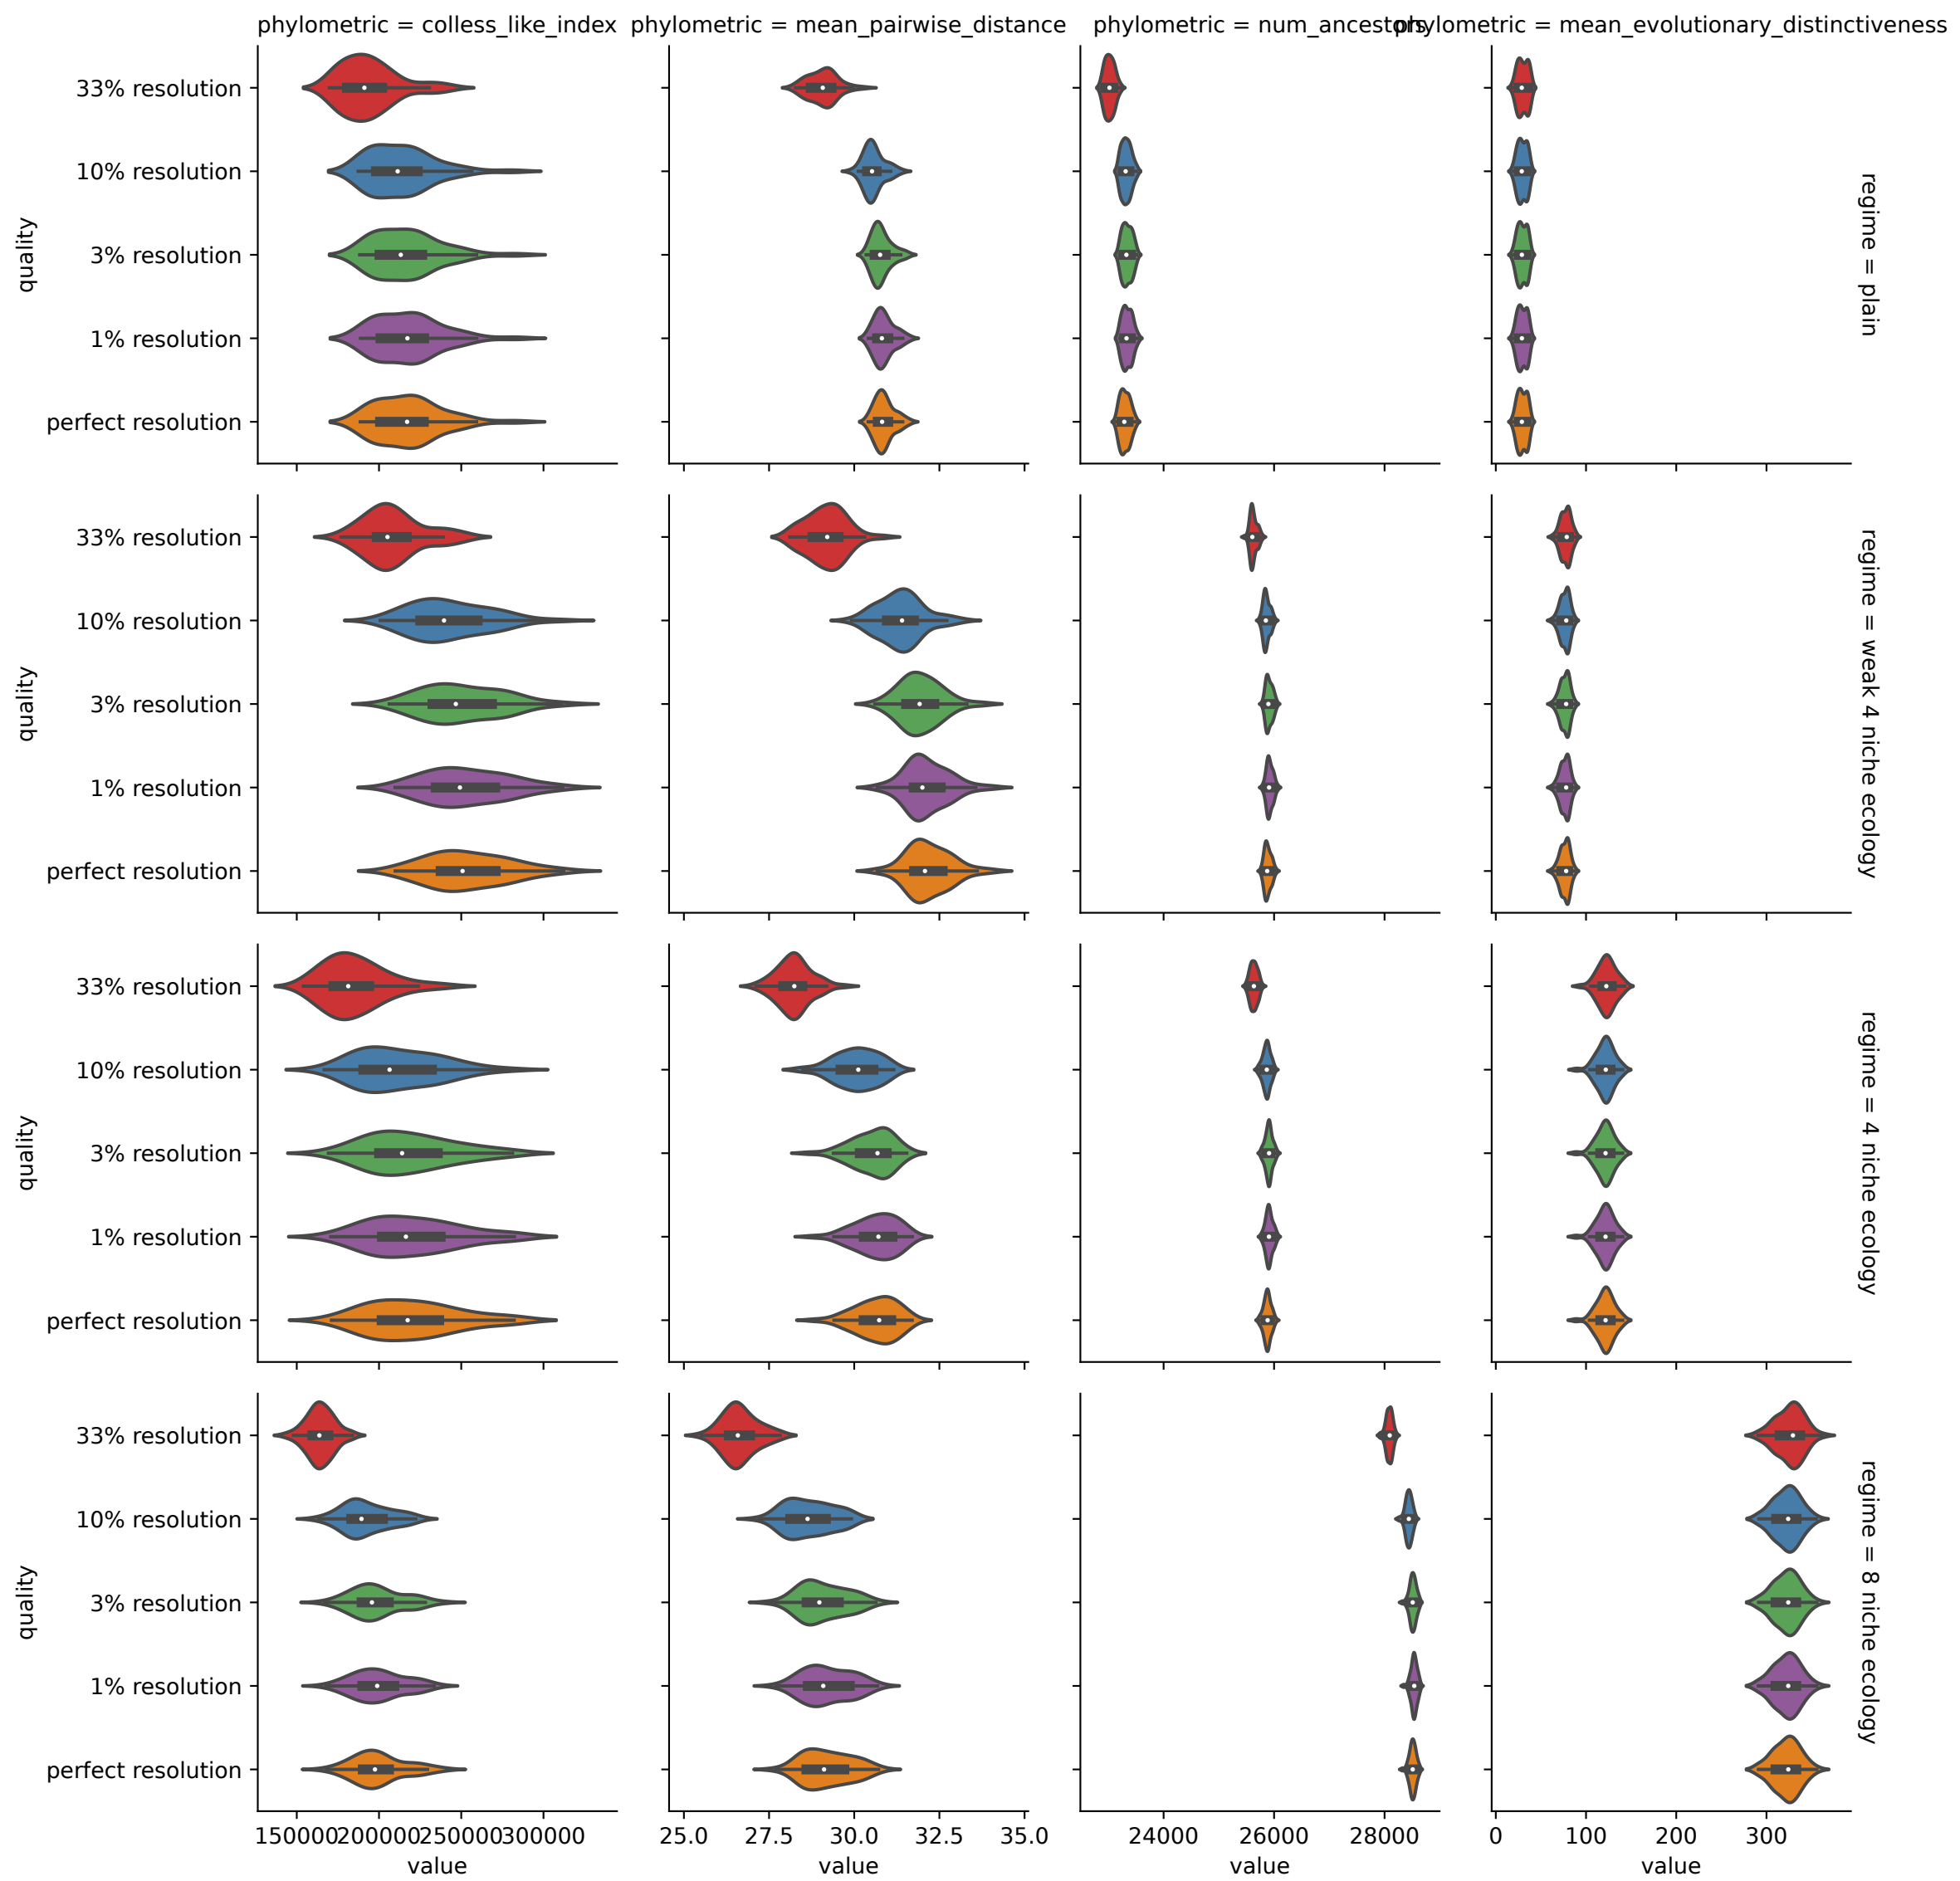 phylometric = colless_like_index
phylometric = mean_pairwise_distance
phylometric = num_ancestors
phylometric = mean_evolutionary_distinctiveness
33% resolution
10% resolution
3% resolution
1% resolution
perfect resolution
quality
regime = plain
33% resolution
10% resolution
3% resolution
1% resolution
perfect resolution
quality
regime = weak 4 niche ecology
33% resolution
10% resolution
3% resolution
1% resolution
perfect resolution
quality
regime = 4 niche ecology
33% resolution
10% resolution
3% resolution
1% resolution
perfect resolution
quality
regime = 8 niche ecology
150000 200000 250000 300000
25.0 27.5 30.0 32.5 35.0
24000 26000 28000
0 100 200 300
value
value
value
value